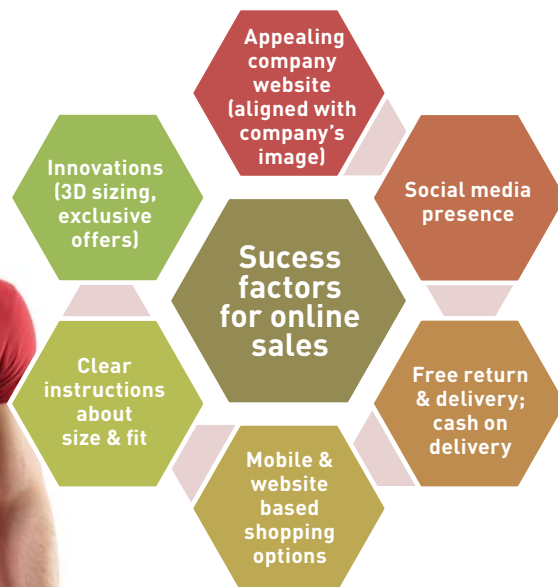 Appealing
company
website
(aligned with
company's
image)
Social media
presence
Free return
& delivery;
cash on
delivery
Mobile &
website
based
shopping
options
Clear
instructions
about
size & fit
Innovations
(3D sizing,
exclusive
offers)
Sucess
factors
for online
sales